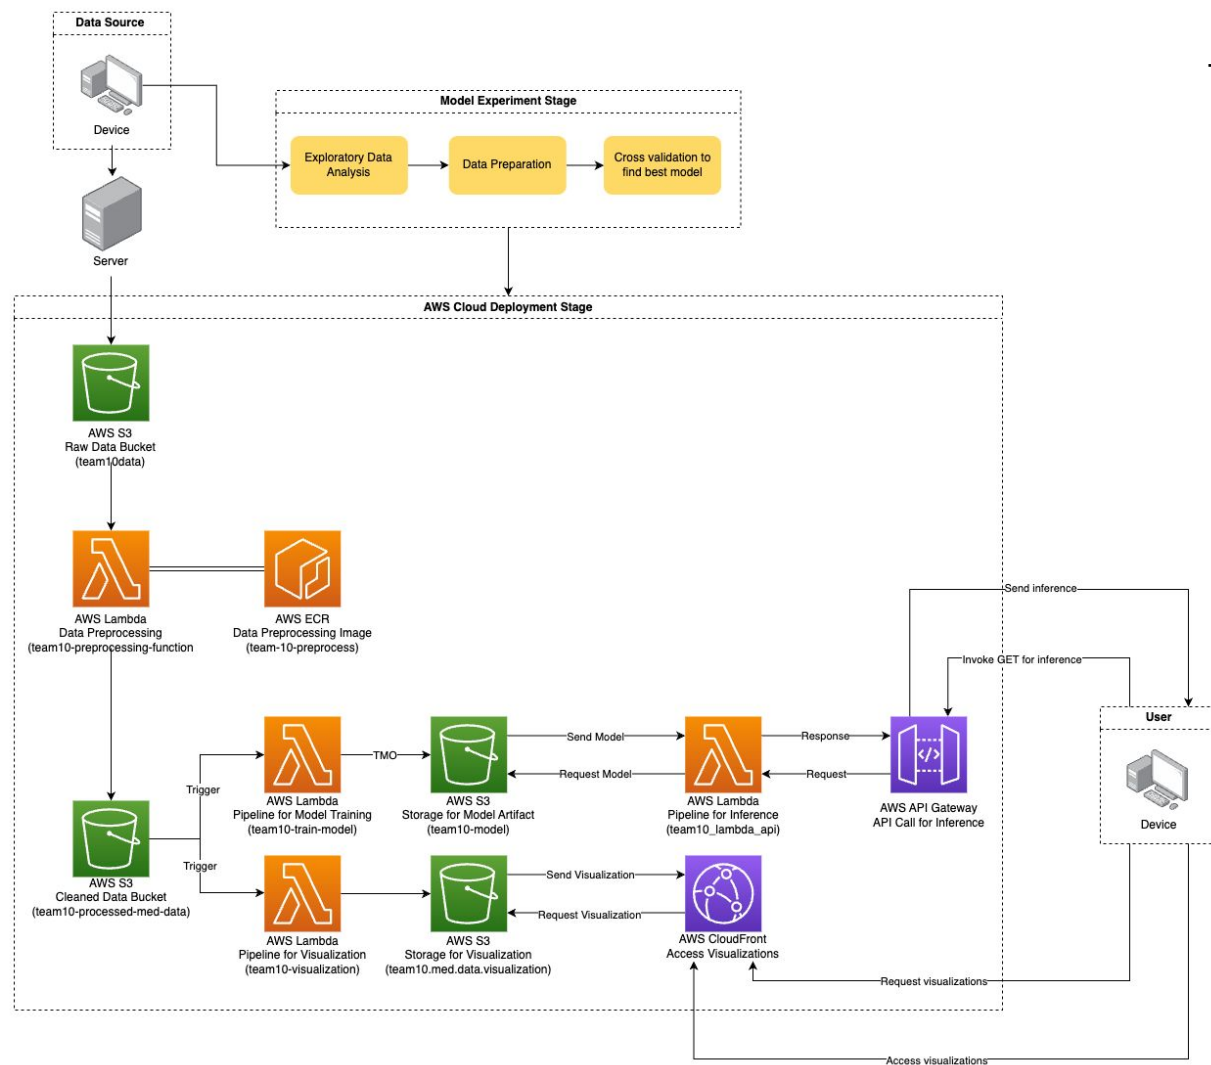 Data Source
Device
Server
Model Experiment Stage
Exploratory Data
Analysis
Data Preparation
Cross validation to
find best model
AWS Cloud Deployment Stage
AWS S3
Raw Data Bucket
(team10data)
AWS Lambda
Data Preprocessing
(team10-preprocessing-function
AWS ECR
Data Preprocessing Image
(team-10-preprocess)
AWS S3
Cleaned Data Bucket
(team10-processed-med-data)
Trigger
Trigger
AWS Lambda
Pipeline for Model Training
(team10-train-model)
TMO
AWS S3
Storage for Model Artifact
(team10-model)
Send Model
Request Model
AWS Lambda
Pipeline for Inference
(team10_lambda_api)
Response
Request
AWS API Gateway
API Call for Inference
Send inference
Invoke GET for inference
User
Device
AWS Lambda
Pipeline for Visualization
(team10-visualization)
AWS S3
Storage for Visualization
(team10.med.data.visualization)
Send Visualization
Request Visualization
AWS CloudFront
Access Visualizations
Request visualizations
Access visualizations